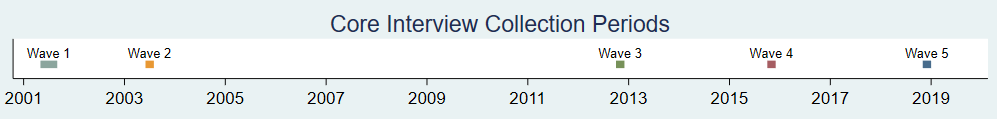 Core Interview Collection Periods
Wave 1 Wave 2 Wave 3 Wave 4 Wave 5
2001 2003 2005 2007 2009 2011 2013 2015 2017 2019